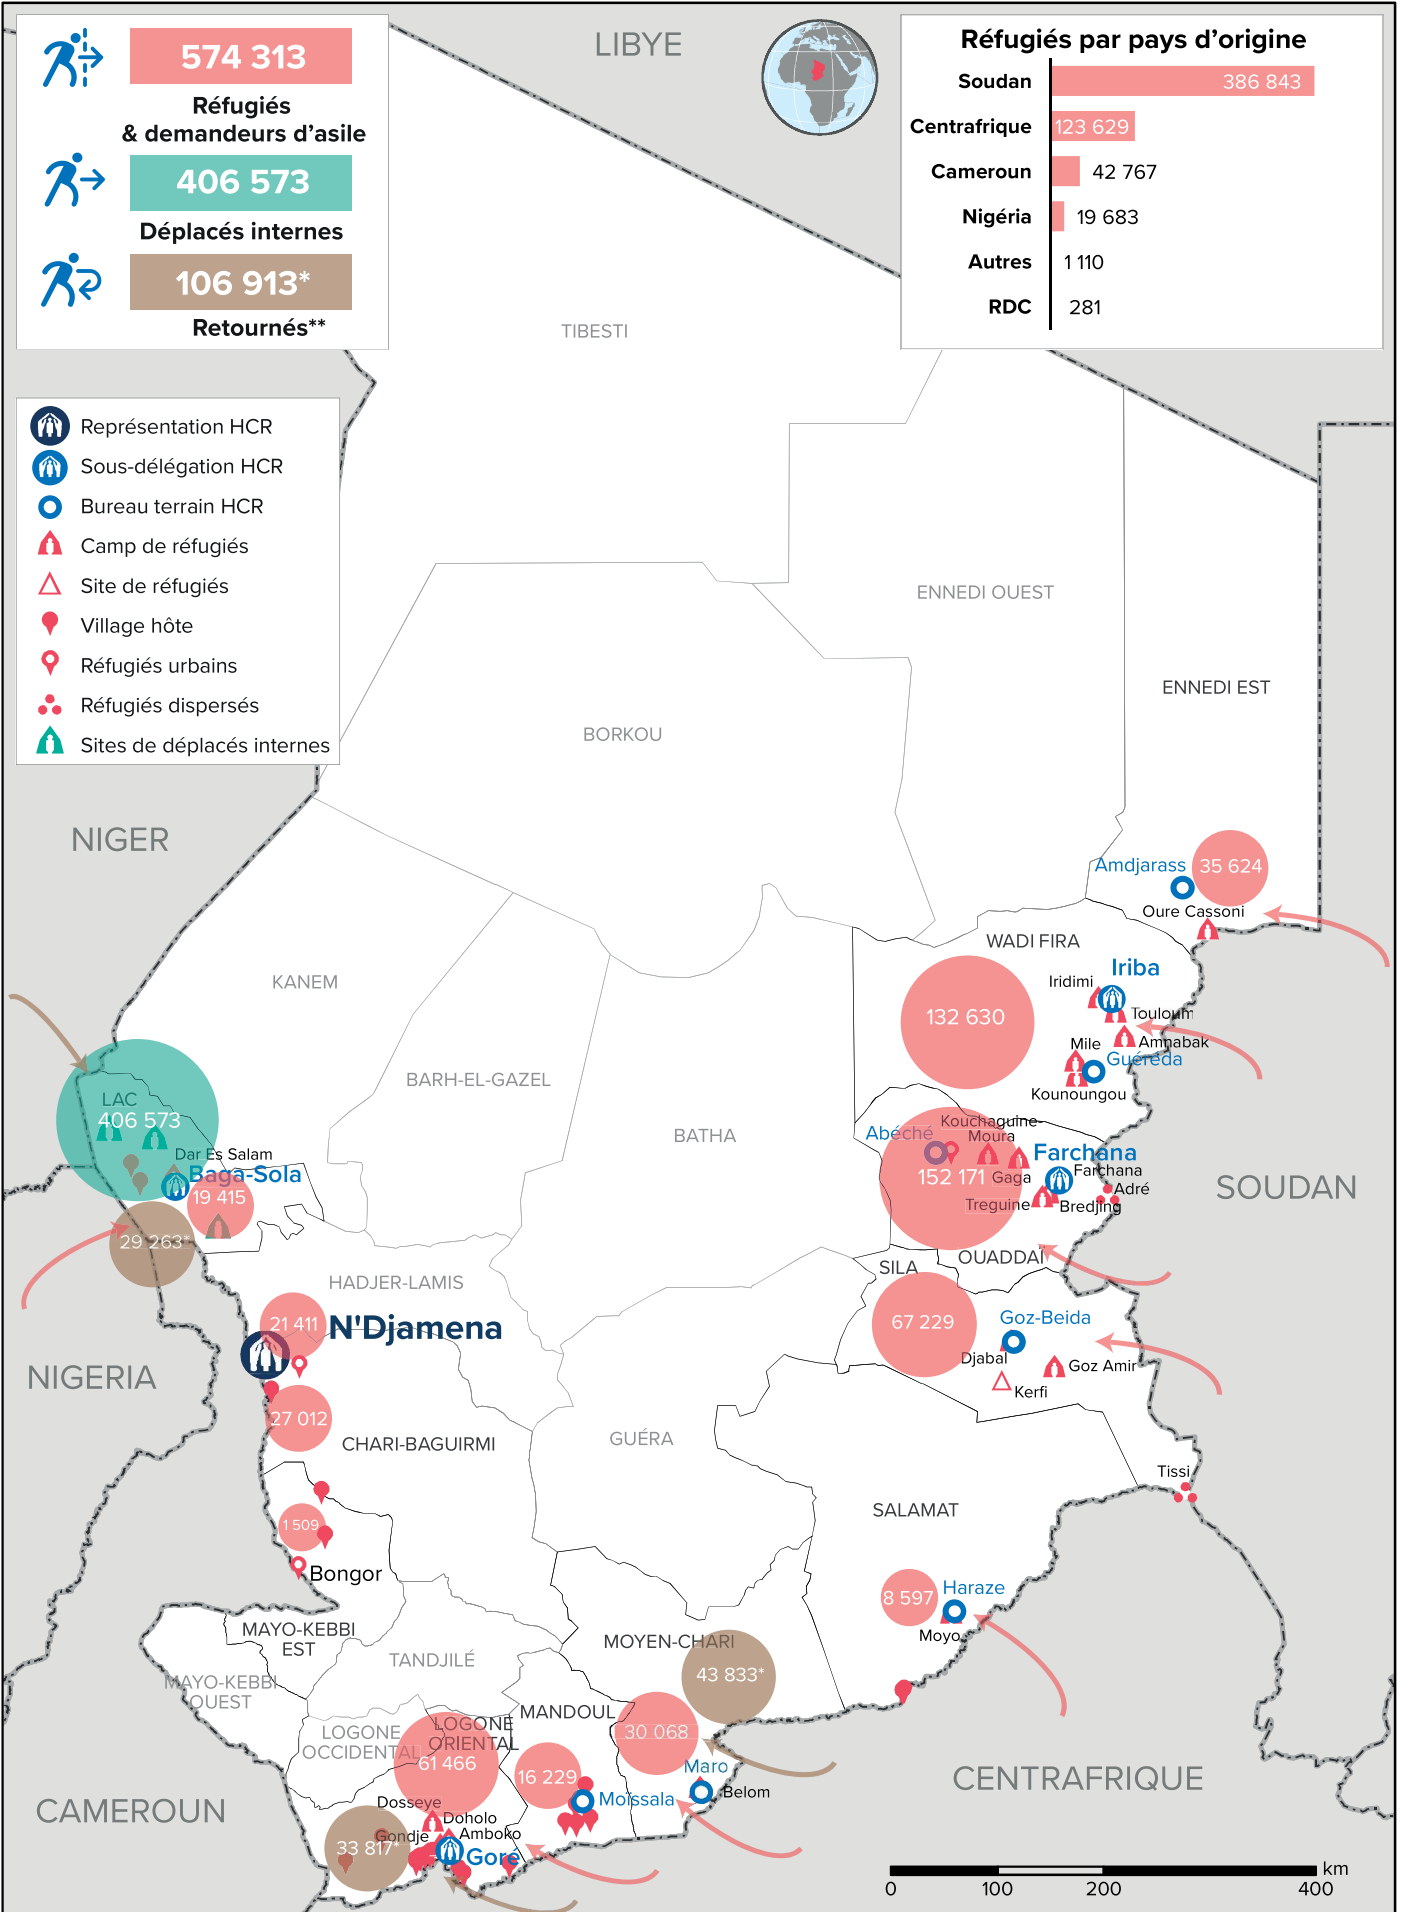 574 313
Réfugiés
& demandeurs d'asile
406 573
Déplacés internes
106 913*
Retournés**
LIBYE
Réfugiés par pays d'origine
Soudan 386 843
Centrafrique 123 629
Cameroun 42 767
Nigéria 19 683
Autres 1 110
RDC 281
Représentation HCR
Sous-délégation HCR
Bureau terrain HCR
Camp de réfugiés
Site de réfugiés
Village hôte
Réfugiés urbains
Réfugiés dispersés
Sites de déplacés internes
TIBESTI
ENNEDI OUEST
ENNEDI EST
BORKOU
NIGER
Amdjarass
35 624
Oure Cassoni
WADI FIRA
Iriba
Iridimi
KANEM
132 630
Touloum
Amnabak
Mile
Guéréda
Kounoungou
BARH-EL-GAZEL
LAC
406 573
BATHA
Kouchaguine-
Moura
Abéché
Farchana
Farchana
Dar Es Salam
Baga-Sola
152 171
Gaga
Adré
Treguine
Bredjing
SOUDAN
19 415
29 263*
OUADDAÏ
SILA
HADJER-LAMIS
21 411
N'Djamena
67 229
Goz-Beida
Djabal
Goz Amir
Kerfi
NIGERIA
27 012
CHARI-BAGUIRMI
GUÉRA
Tissi
SALAMAT
1 509
Bongor
8 597
Haraze
Moyo
MAYO-KEBBI
EST
MOYEN-CHARI
TANDJILÉ
43 833*
MAYO-KEBBI
OUEST
MANDOUL
LOGONE
OCCIDENTAL
LOGONE
ORIENTAL
30 068
61 466
16 229
Maro
Belom
CENTRAFRIQUE
Moïssala
CAMEROUN
Dosseye
Doholo
Gondje
Amboko
33 817*
Goré
km
0 100 200 400